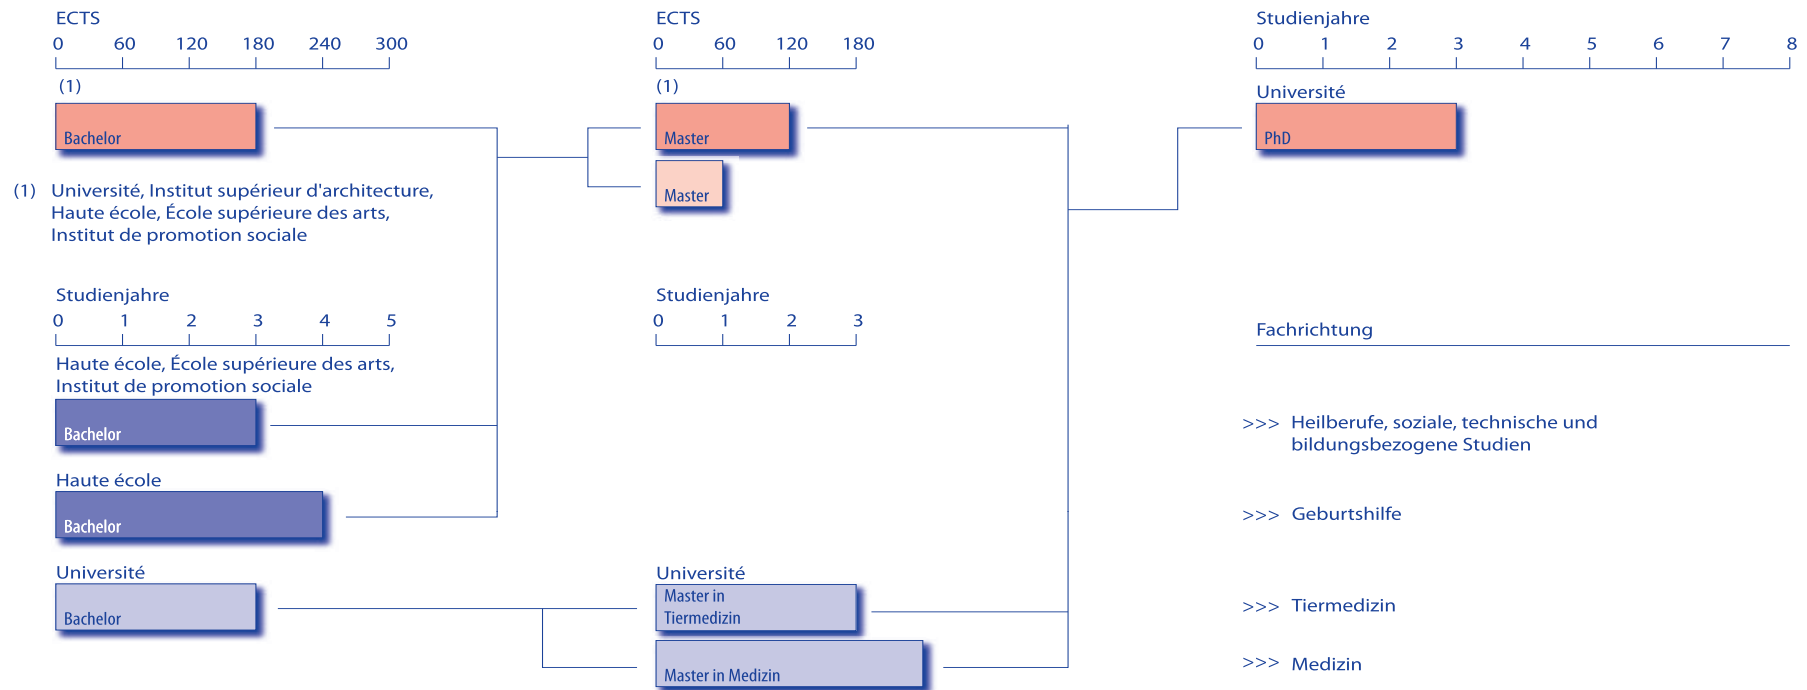 ECTS
0 60 120 180 240 300
(1)
Bachelor
(1) Université, Institut supérieur d'architecture,
Haute école, École supérieure des arts,
Institut de promotion sociale
Studienjahre
0 1 2 3 4 5
Haute école, École supérieure des arts,
Institut de promotion sociale
Bachelor
Haute école
Bachelor
Université
Bachelor
ECTS
0 60 120 180
(1)
Master
Master
Studienjahre
0 1 2 3
Université
Master in
Tiermedizin
Master in Medizin
Studienjahre
0 1 2 3 4 5 6 7 8
Université
PhD
Fachrichtung
>>> Heilberufe, soziale, technische und
bildungsbezogene Studien
>>> Geburtshilfe
>>> Tiermedizin
>>> Medizin